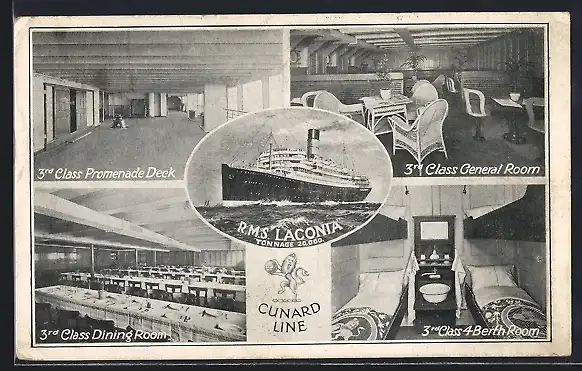 3rd Class Promenade Deck
3rd Class General Room
R.M.S. LACONIA
TONNAGE 20,000.
CUNARD
LINE
3rd Class Dining Room
3rd Class 4 Berth Room